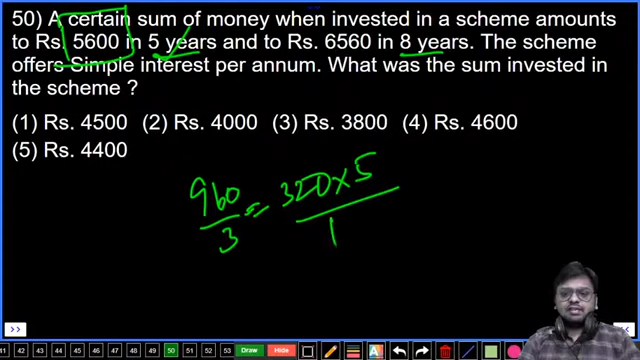 50) A certain sum of money when invested in a scheme amounts
to Rs. 5600 in 5 years and to Rs. 6560 in 8 years. The scheme
offers Simple interest per annum. What was the sum invested in
the scheme ?
(1) Rs. 4500 (2) Rs. 4000 (3) Rs. 3800 (4) Rs. 4600
(5) Rs. 4400
960/3 = 320×5/1
>> 42 43 44 45 46 47 48 49 50 51 52 53 Draw Hide >>